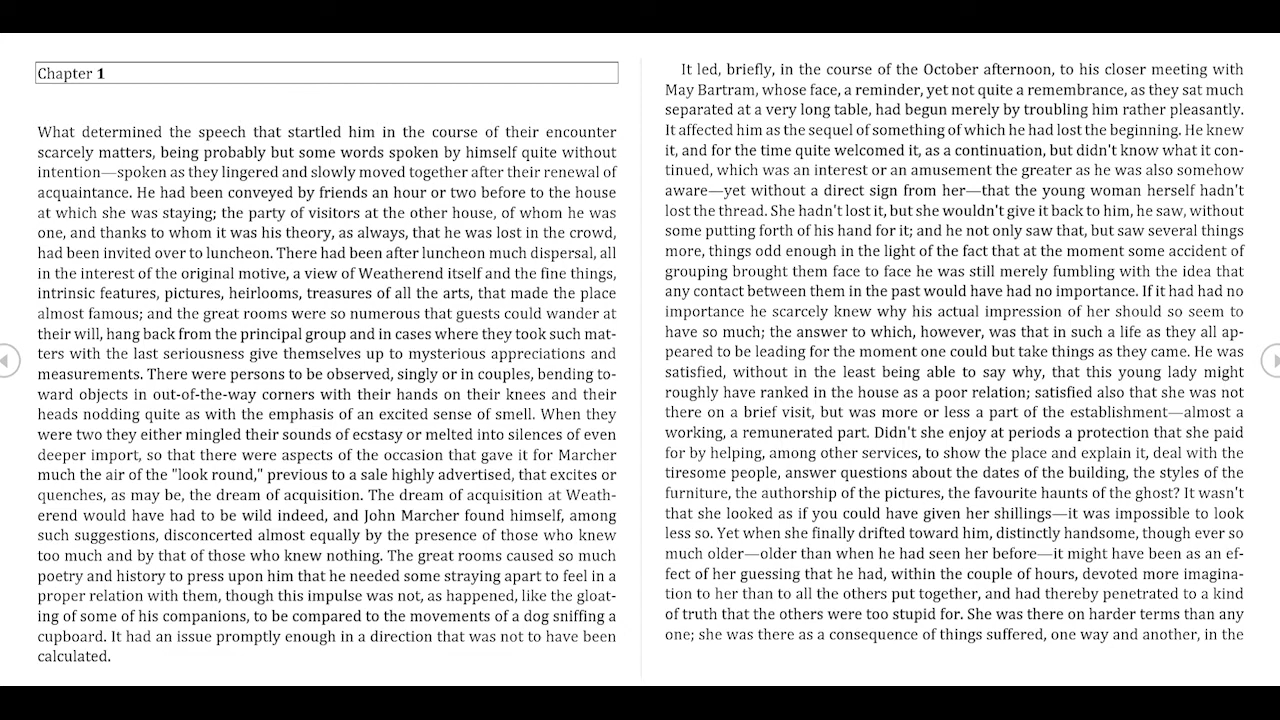 Chapter 1
What determined the speech that startled him in the course of their encounter
scarcely matters, being probably but some words spoken by himself quite without
intention—spoken as they lingered and slowly moved together after their renewal of
acquaintance. He had been conveyed by friends an hour or two before to the house
at which she was staying; the party of visitors at the other house, of whom he was
one, and thanks to whom it was his theory, as always, that he was lost in the crowd,
had been invited over to luncheon. There had been after luncheon much dispersal, all
in the interest of the original motive, a view of Weatherend itself and the fine things,
intrinsic features, pictures, heirlooms, treasures of all the arts, that made the place
almost famous; and the great rooms were so numerous that guests could wander at
their will, hang back from the principal group and in cases where they took such mat-
ters with the last seriousness give themselves up to mysterious appreciations and
measurements. There were persons to be observed, singly or in couples, bending to-
ward objects in out-of-the-way corners with their hands on their knees and their
heads nodding quite as with the emphasis of an excited sense of smell. When they
were two they either mingled their sounds of ecstasy or melted into silences of even
deeper import, so that there were aspects of the occasion that gave it for Marcher
much the air of the "look round," previous to a sale highly advertised, that excites or
quenches, as may be, the dream of acquisition. The dream of acquisition at Weath-
erend would have had to be wild indeed, and John Marcher found himself, among
such suggestions, disconcerted almost equally by the presence of those who knew
too much and by that of those who knew nothing. The great rooms caused so much
poetry and history to press upon him that he needed some straying apart to feel in a
proper relation with them, though this impulse was not, as happened, like the gloat-
ing of some of his companions, to be compared to the movements of a dog sniffing a
cupboard. It had an issue promptly enough in a direction that was not to have been
calculated.
It led, briefly, in the course of the October afternoon, to his closer meeting with
May Bartram, whose face, a reminder, yet not quite a remembrance, as they sat much
separated at a very long table, had begun merely by troubling him rather pleasantly.
It affected him as the sequel of something of which he had lost the beginning. He knew
it, and for the time quite welcomed it, as a continuation, but didn't know what it con-
tinued, which was an interest or an amusement the greater as he was also somehow
aware—yet without a direct sign from her—that the young woman herself hadn't
lost the thread. She hadn't lost it, but she wouldn't give it back to him, he saw, without
some putting forth of his hand for it; and he not only saw that, but saw several things
more, things odd enough in the light of the fact that at the moment some accident of
grouping brought them face to face he was still merely fumbling with the idea that
any contact between them in the past would have had no importance. If it had had no
importance he scarcely knew why his actual impression of her should so seem to
have so much; the answer to which, however, was that in such a life as they all ap-
peared to be leading for the moment one could but take things as they came. He was
satisfied, without in the least being able to say why, that this young lady might
roughly have ranked in the house as a poor relation; satisfied also that she was not
there on a brief visit, but was more or less a part of the establishment—almost a
working, a remunerated part. Didn't she enjoy at periods a protection that she paid
for by helping, among other services, to show the place and explain it, deal with the
tiresome people, answer questions about the dates of the building, the styles of the
furniture, the authorship of the pictures, the favourite haunts of the ghost? It wasn't
that she looked as if you could have given her shillings—it was impossible to look
less so. Yet when she finally drifted toward him, distinctly handsome, though ever so
much older—older than when he had seen her before—it might have been as an ef-
fect of her guessing that he had, within the couple of hours, devoted more imagina-
tion to her than to all the others put together, and had thereby penetrated to a kind
of truth that the others were too stupid for. She was there on harder terms than any
one; she was there as a consequence of things suffered, one way and another, in the